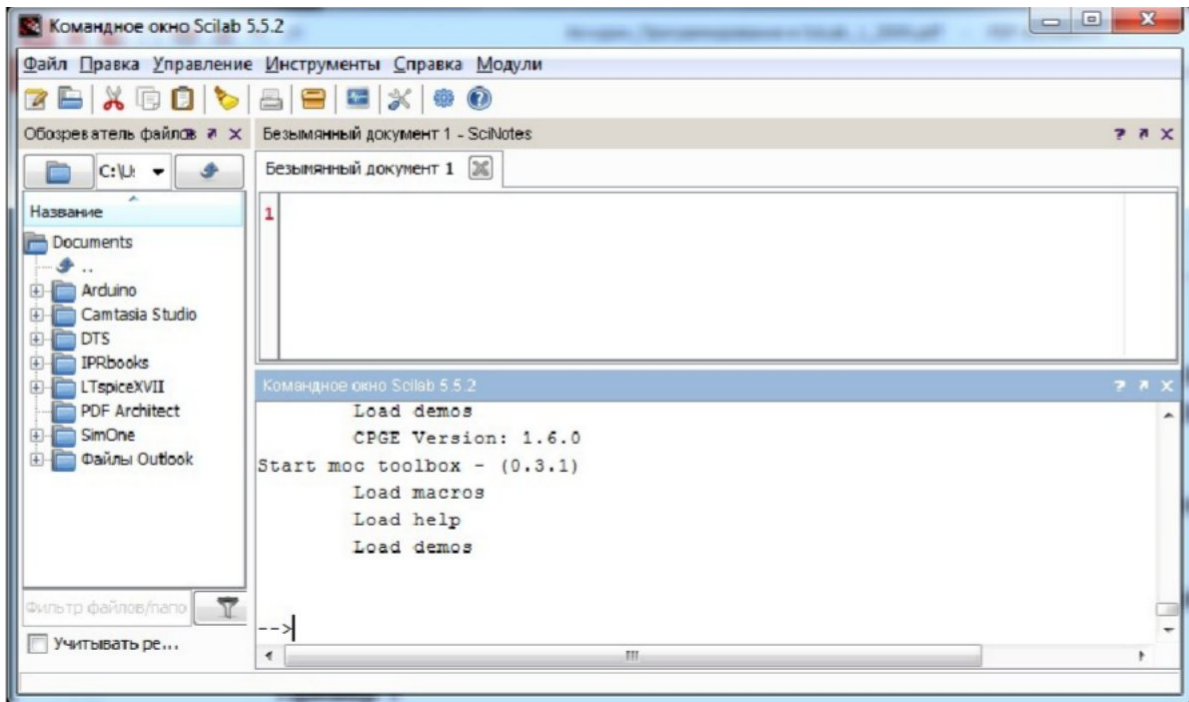 Командное окно Scilab 5.5.2
Файл Правка Управление Инструменты Справка Модули
Обозреватель файлов
C:\U:
Название
Documents
..
Arduino
Camtasia Studio
DTS
IPRbooks
LTspiceXVII
PDF Architect
SimOne
Файлы Outlook
Фильтр файлов/папо
Учитывать ре...
Безымянный документ 1 - SciNotes
Безымянный документ 1
1
Командное окно Scilab 5.5.2
Load demos
CPGE Version: 1.6.0
Start moc toolbox - (0.3.1)
Load macros
Load help
Load demos
-->